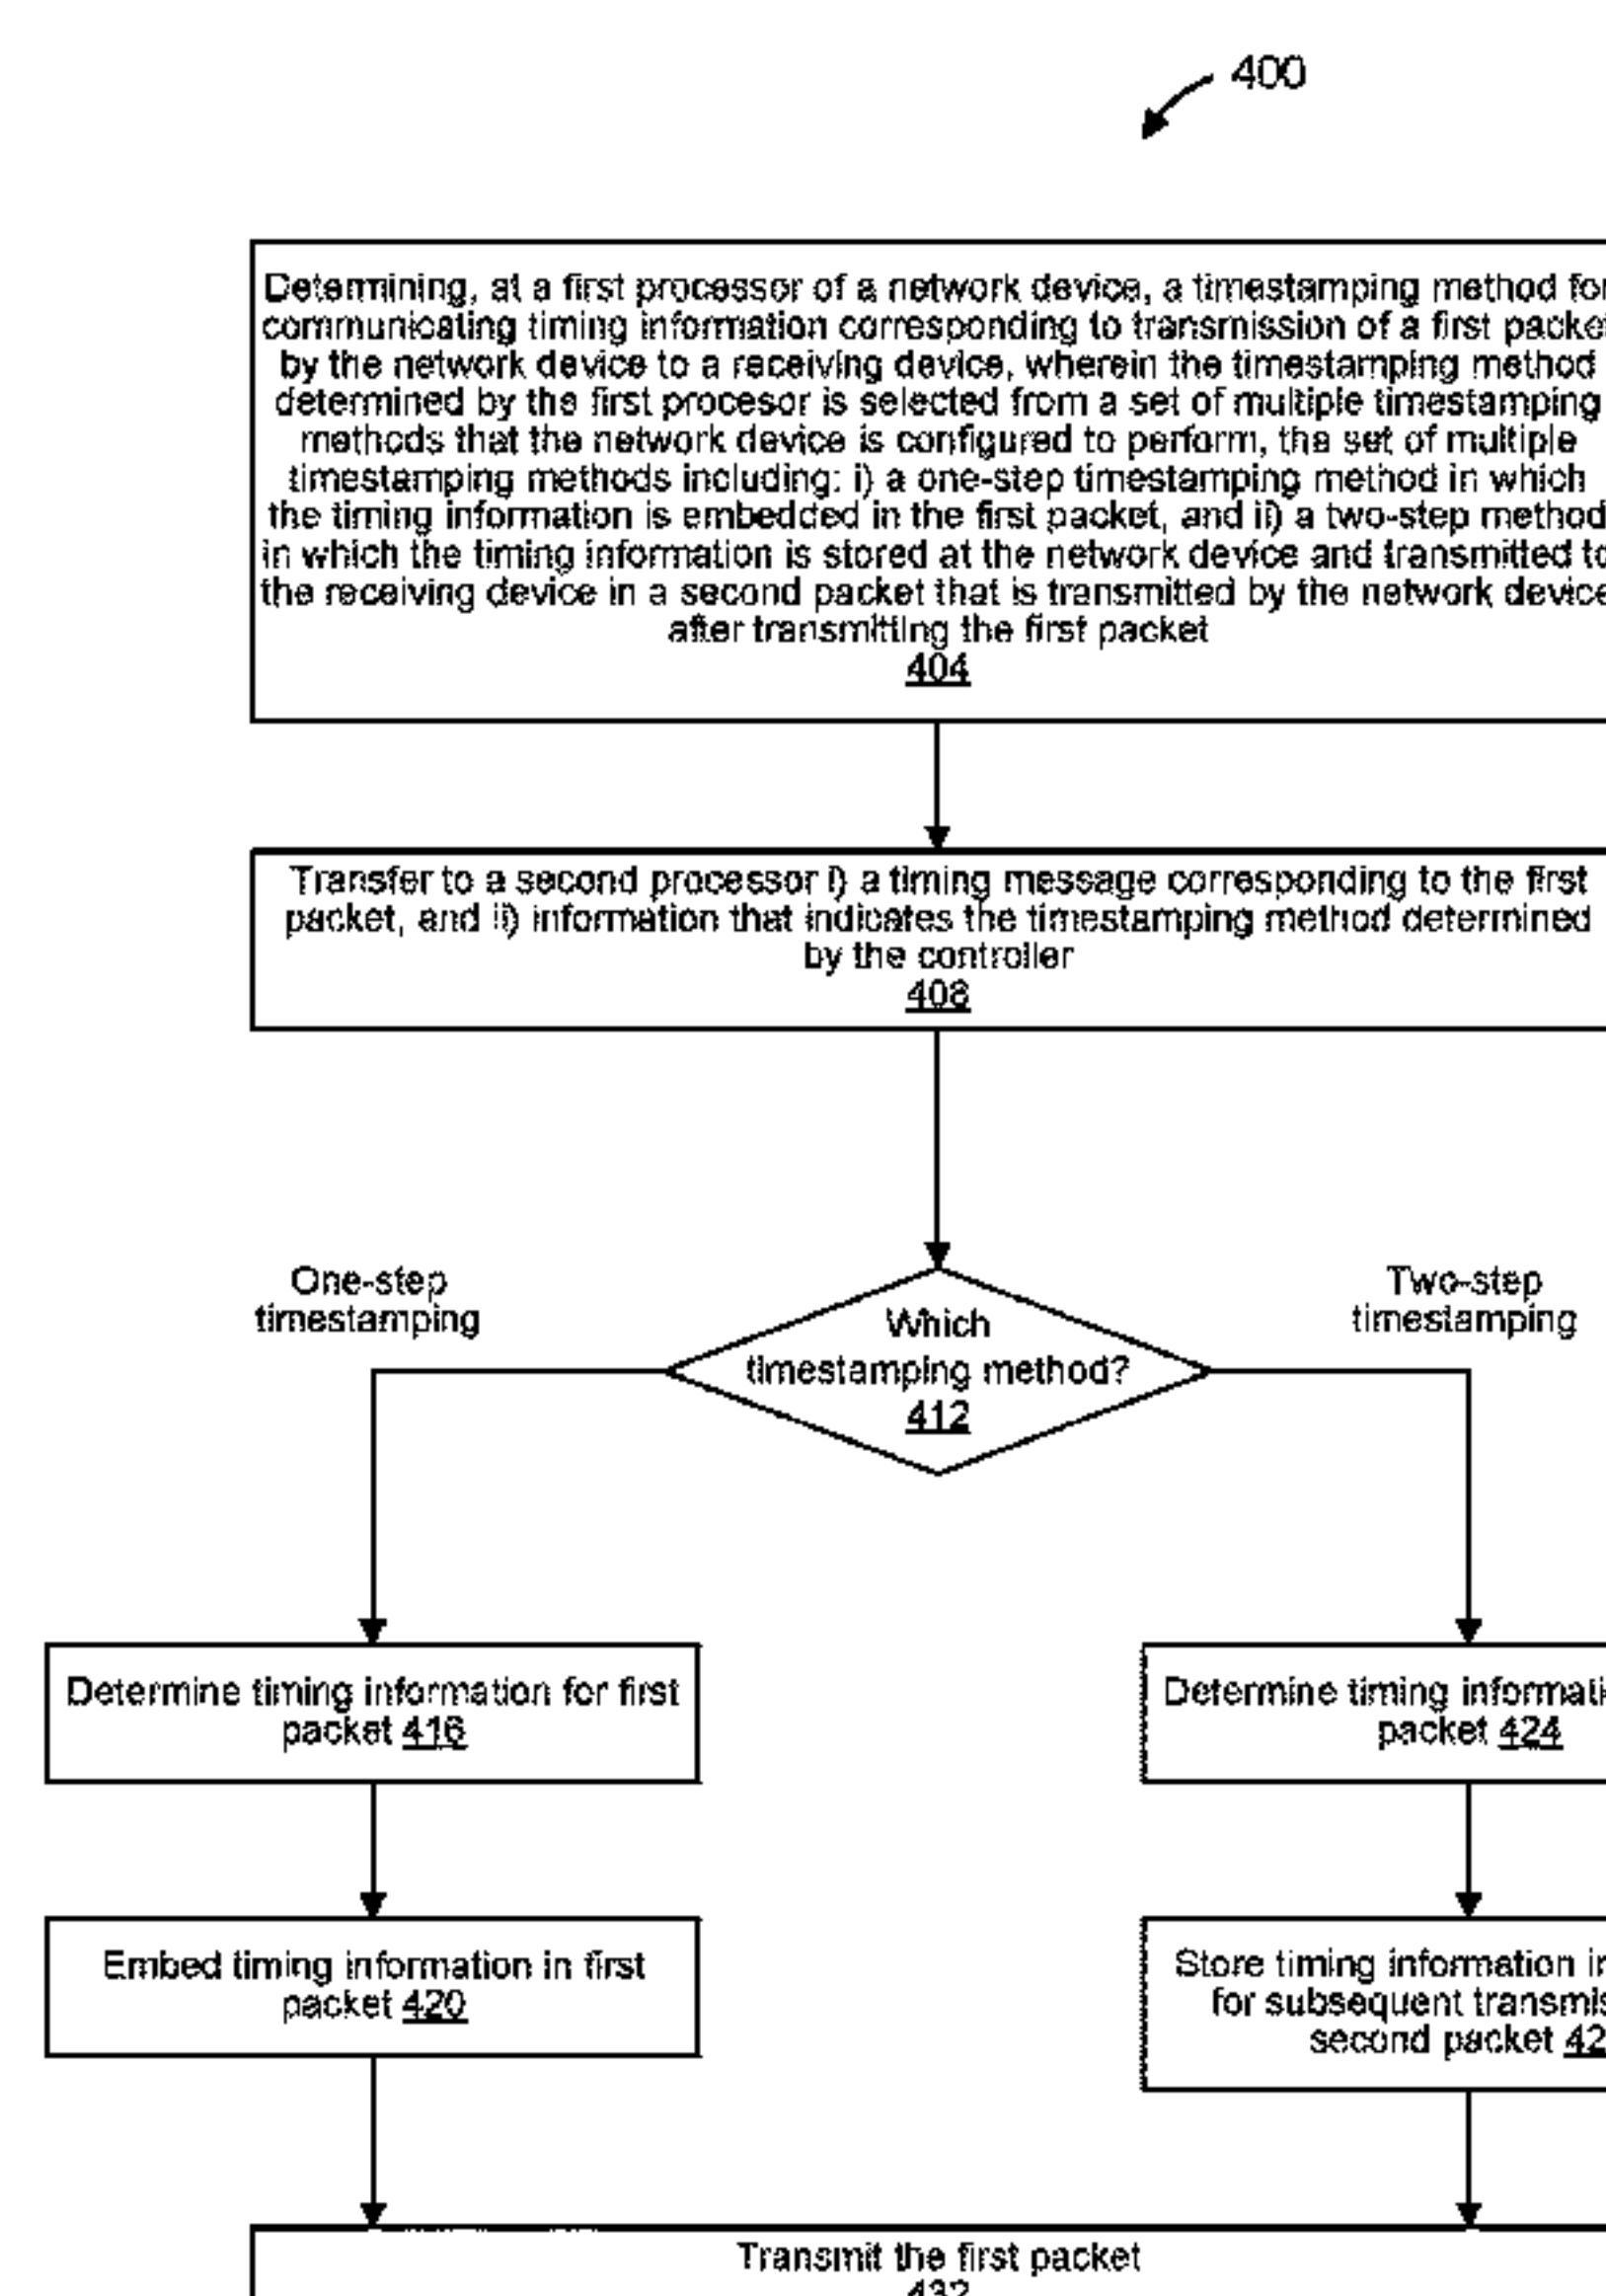 400
Determining, at a first processor of a network device, a timestamping method for
communicating timing information corresponding to transmission of a first packet
by the network device to a receiving device, wherein the timestamping method
determined by the first procesor is selected from a set of multiple timestamping
methods that the network device is configured to perform, the set of multiple
timestamping methods including: i) a one-step timestamping method in which
the timing information is embedded in the first packet, and ii) a two-step method
in which the timing information is stored at the network device and transmitted to
the receiving device in a second packet that is transmitted by the network device
after transmitting the first packet
404
Transfer to a second processor i) a timing message corresponding to the first
packet, and ii) information that indicates the timestamping method determined
by the controller
408
One-step
timestamping
Two-step
timestamping
Which
timestamping method?
412
Determine timing information for first
packet 416
Determine timing
packet 424
Embed timing information in first
packet 420
Store timing information
for subsequent
second packet
Transmit the first packet
432